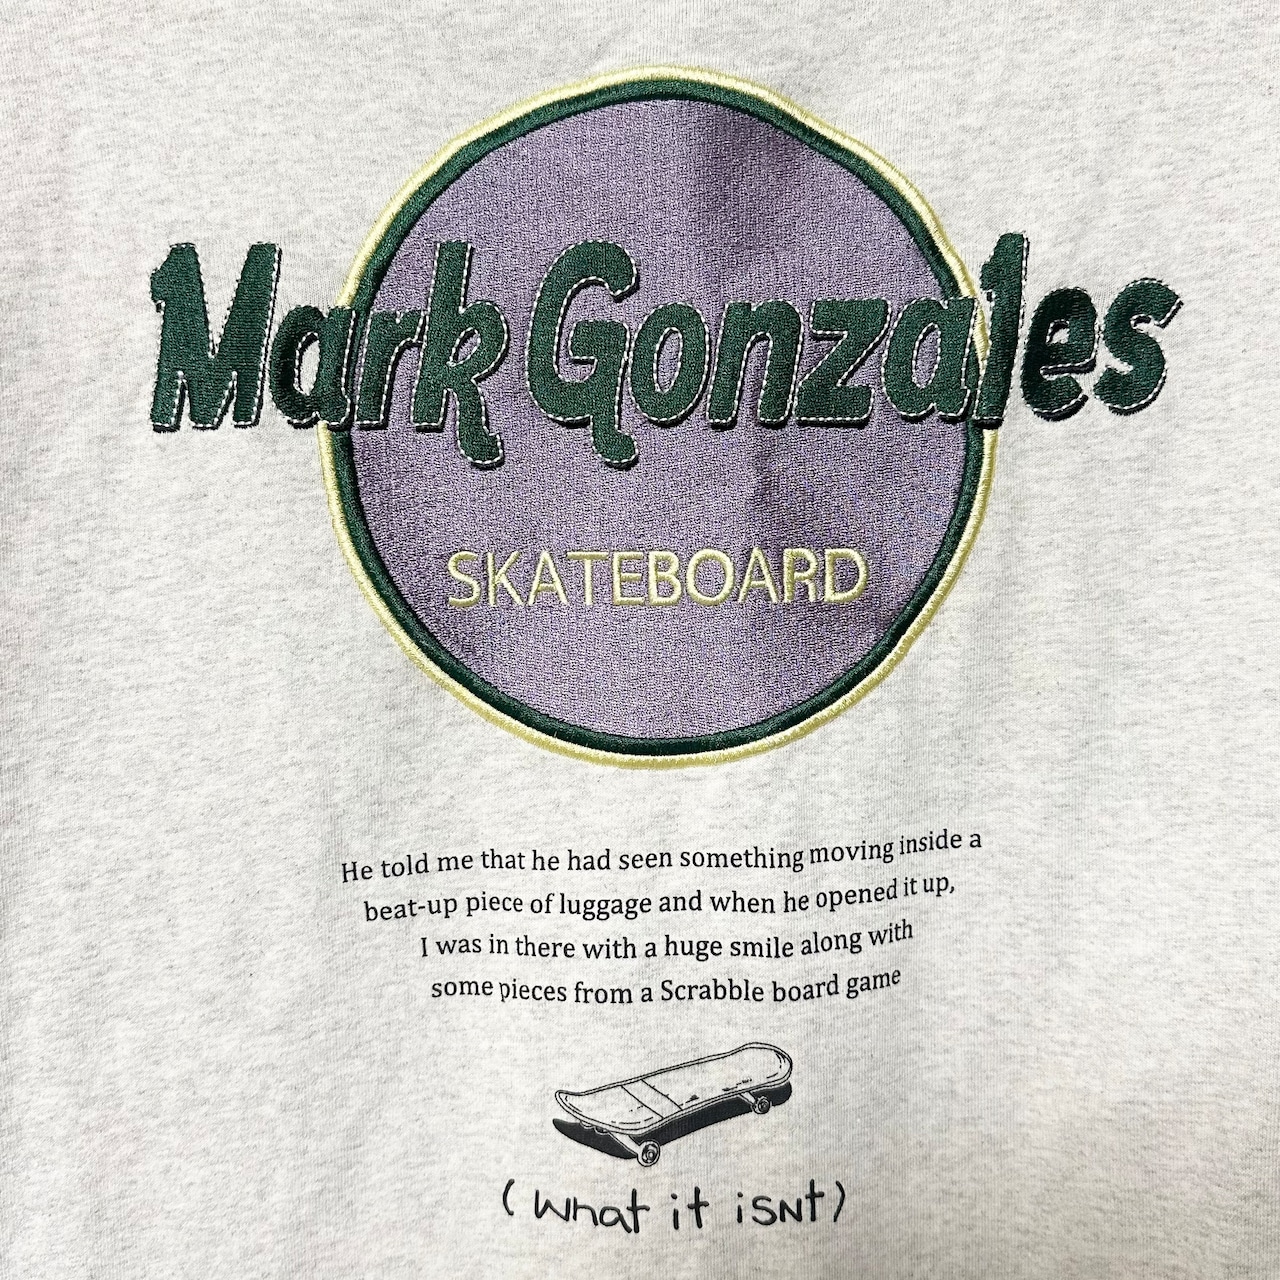 Mark Gonzales
SKATEBOARD
He told me that he had seen something moving inside a
beat-up piece of luggage and when he opened it up,
I was in there with a huge smile along with
some pieces from a Scrabble board game
(what it isNt)